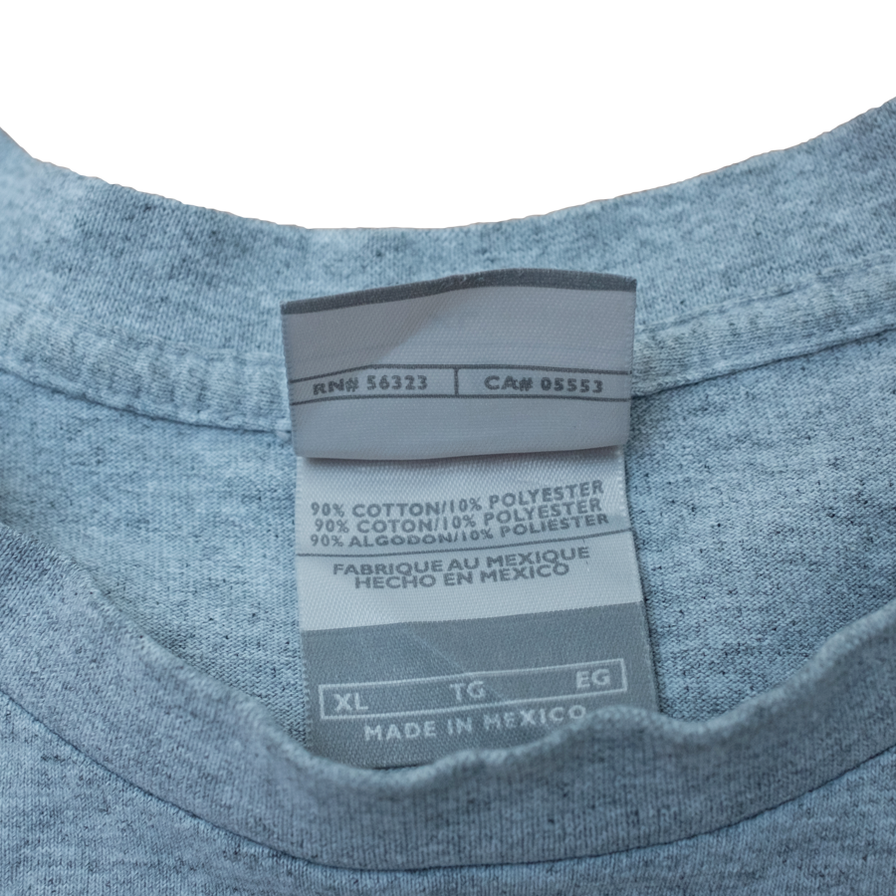 RN# 56323 | CA# 05553
90% COTTON/10% POLYESTER
90% COTON/10% POLYESTER
90% ALGODON/10% POLIESTER
FABRIQUE AU MEXIQUE
HECHO EN MEXICO
XL TG EG
MADE IN MEXICO